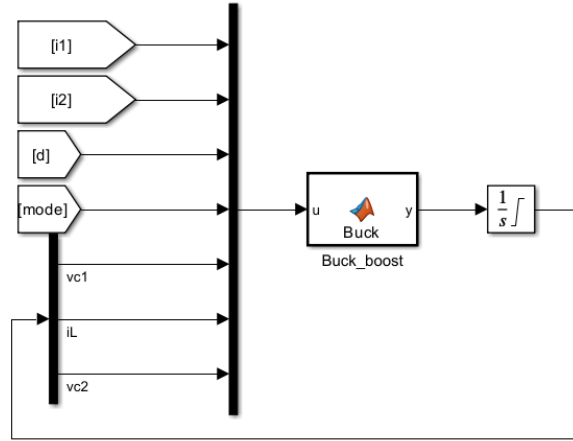 [i1]
[i2]
[d]
[mode]
vc1
iL
vc2
u
y
Buck
Buck_boost
1
s